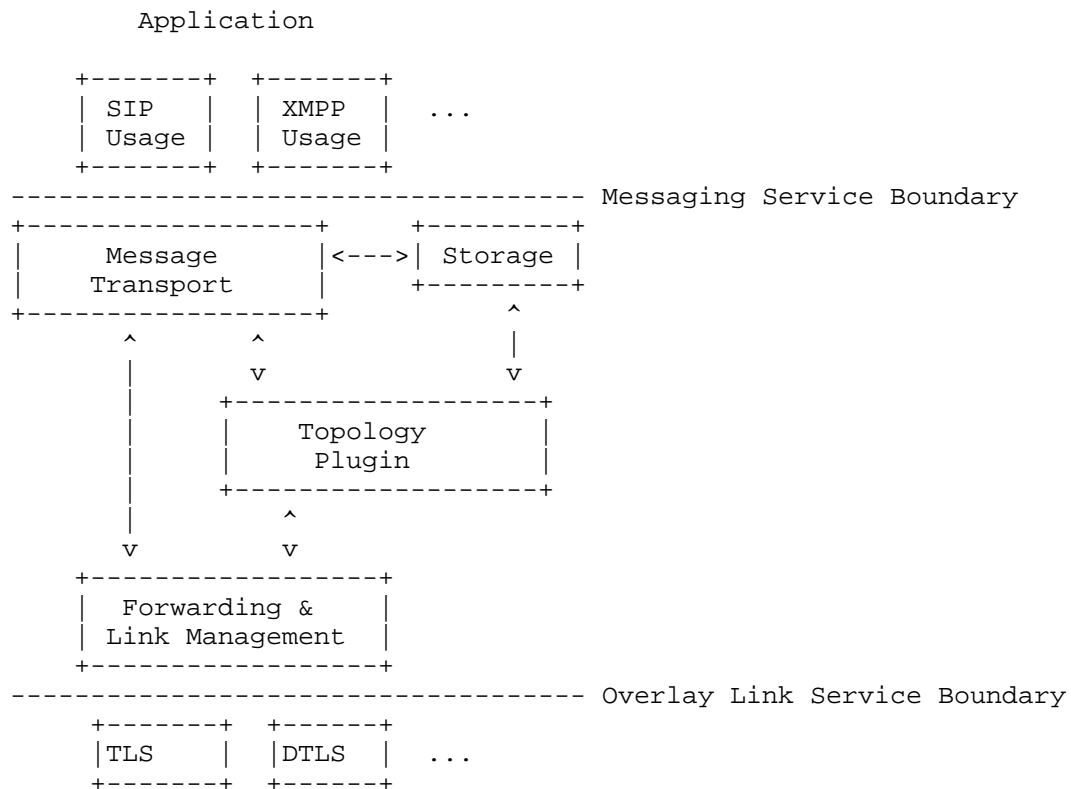 Application
+-------+  +-------+
| SIP   |  | XMPP  |  ...
| Usage |  | Usage |
+-------+  +-------+
------------------------------------ Messaging Service Boundary
+------------------+     +---------+
|     Message      |<--->| Storage |
|    Transport     |     +---------+
+------------------+           ^
^       ^               |
|       v               v
|     +-------------------+
|     |    Topology       |
|     |     Plugin        |
|     +-------------------+
|         ^
v         v
+------------------+
|  Forwarding &    |
| Link Management  |
+------------------+
------------------------------------ Overlay Link Service Boundary
+-------+  +------+
|TLS    |  |DTLS  |  ...
+-------+  +------+